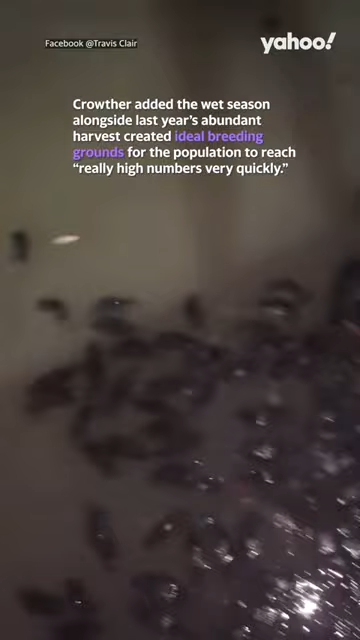 Facebook @Travis Clair
yahoo!
Crowther added the wet season
alongside last year's abundant
harvest created ideal breeding
grounds for the population to reach
“really high numbers very quickly.”